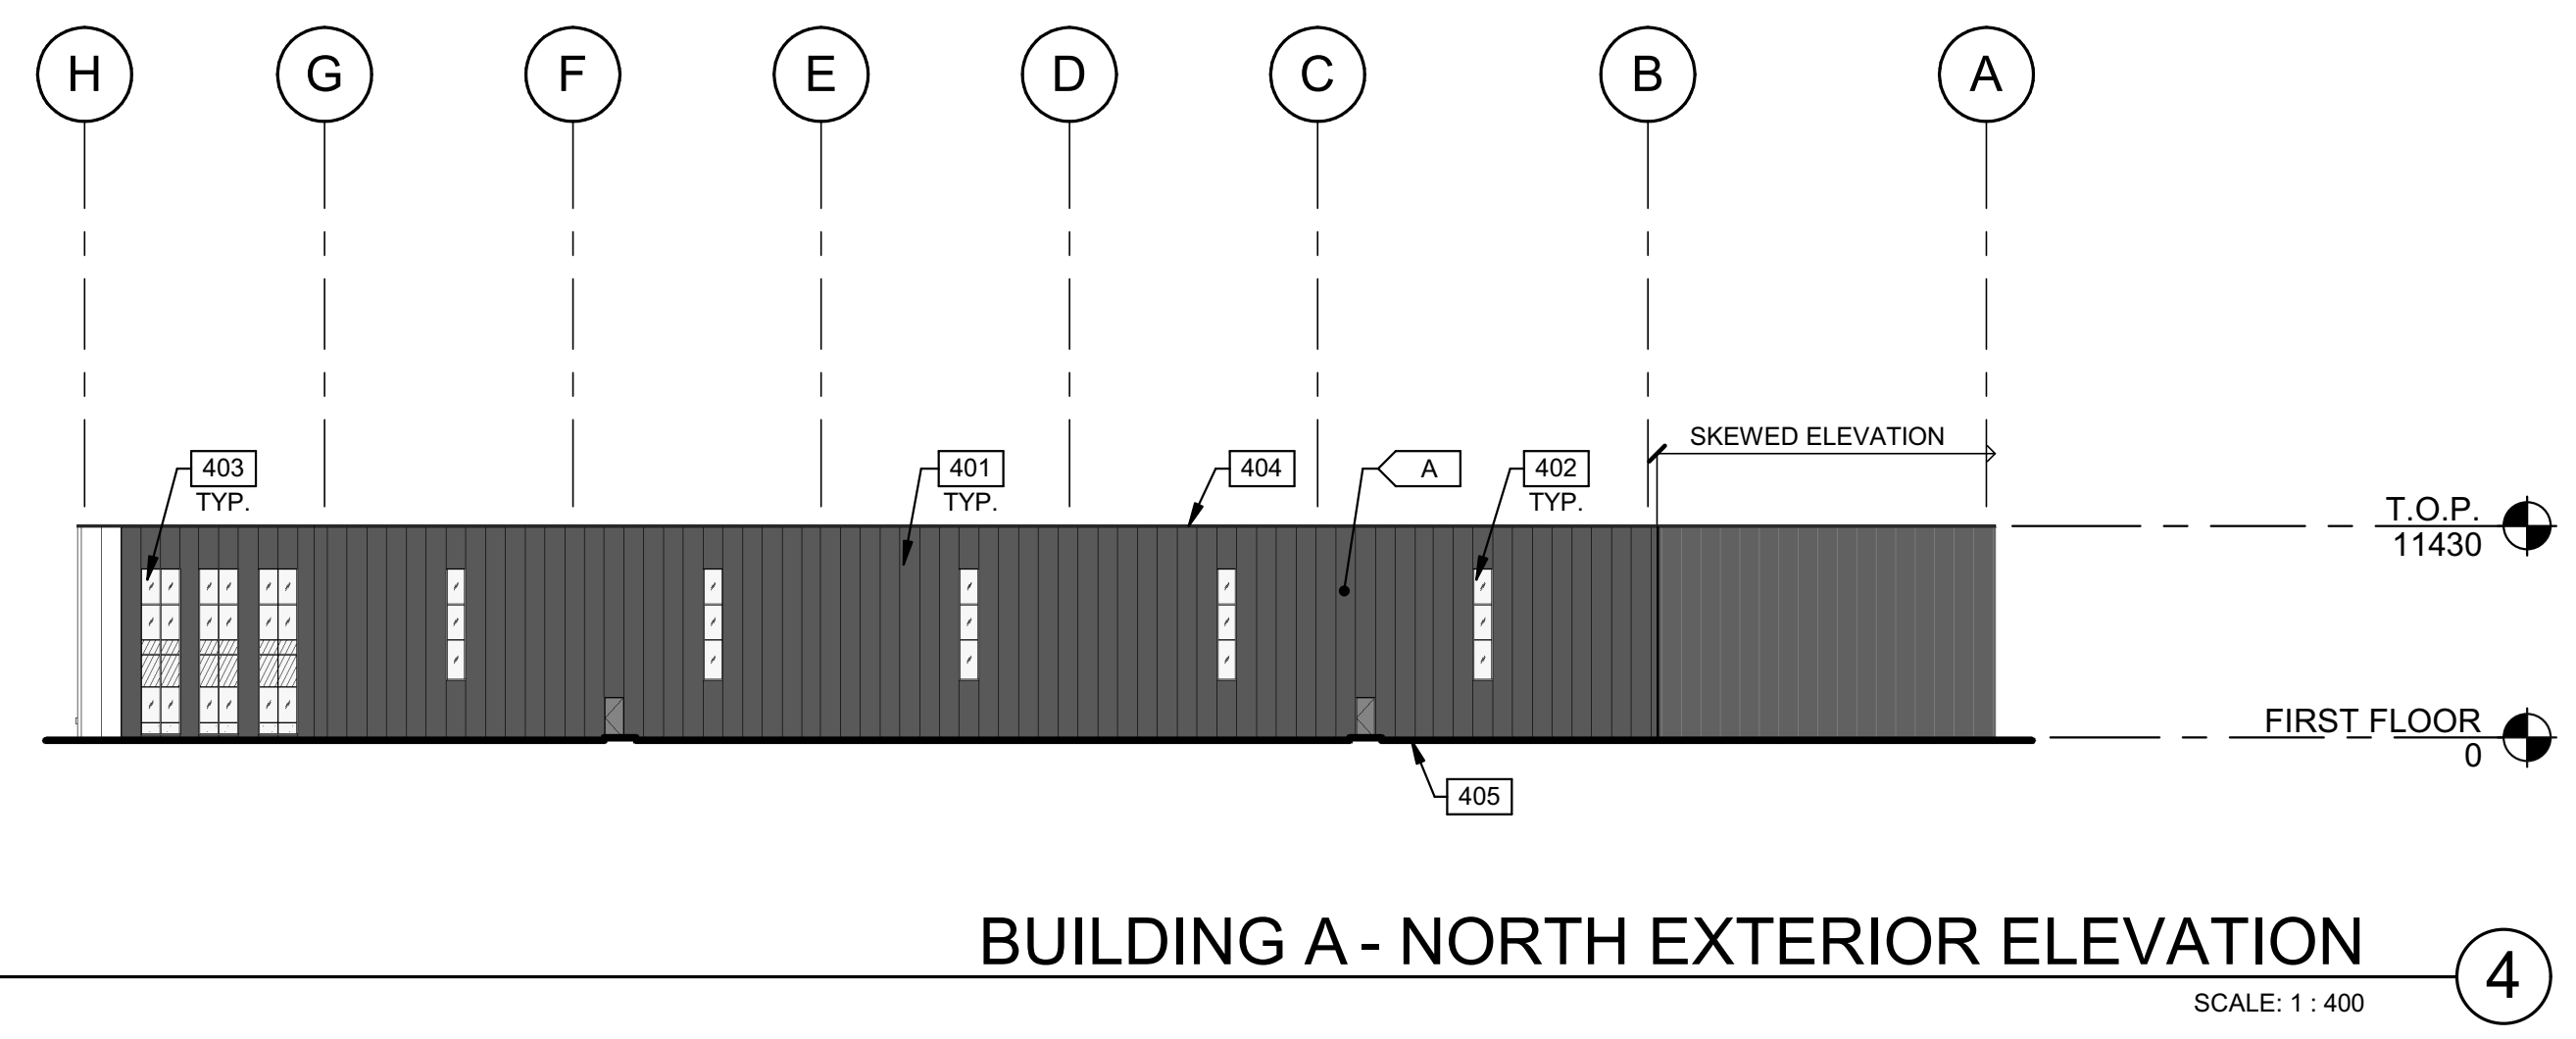 H G F E D C B A
SKEWED ELEVATION
403 401 404 A 402
TYP. TYP. TYP.
T.O.P.
11430
FIRST FLOOR
0
405
BUILDING A - NORTH EXTERIOR ELEVATION
4
SCALE: 1 : 400